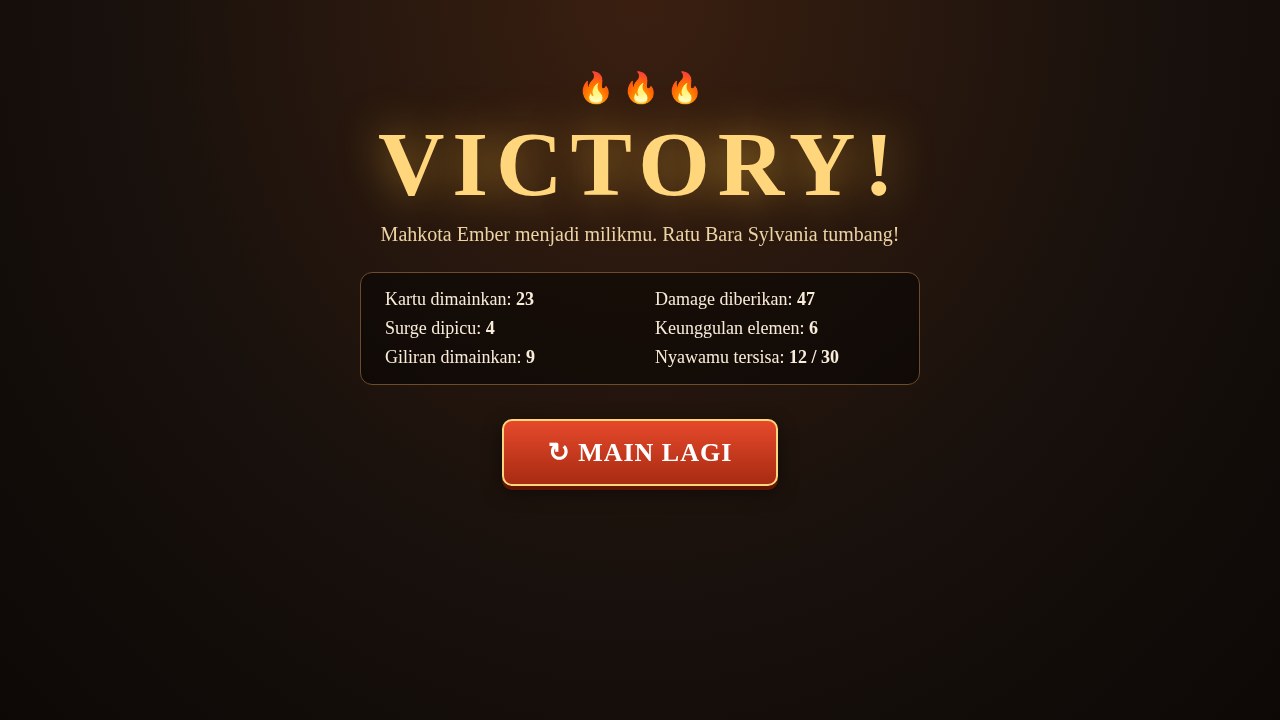 VICTORY!
Mahkota Ember menjadi milikmu. Ratu Bara Sylvania tumbang!
Kartu dimainkan: 23
Damage diberikan: 47
Surge dipicu: 4
Keunggulan elemen: 6
Giliran dimainkan: 9
Nyawamu tersisa: 12 / 30
↻ MAIN LAGI